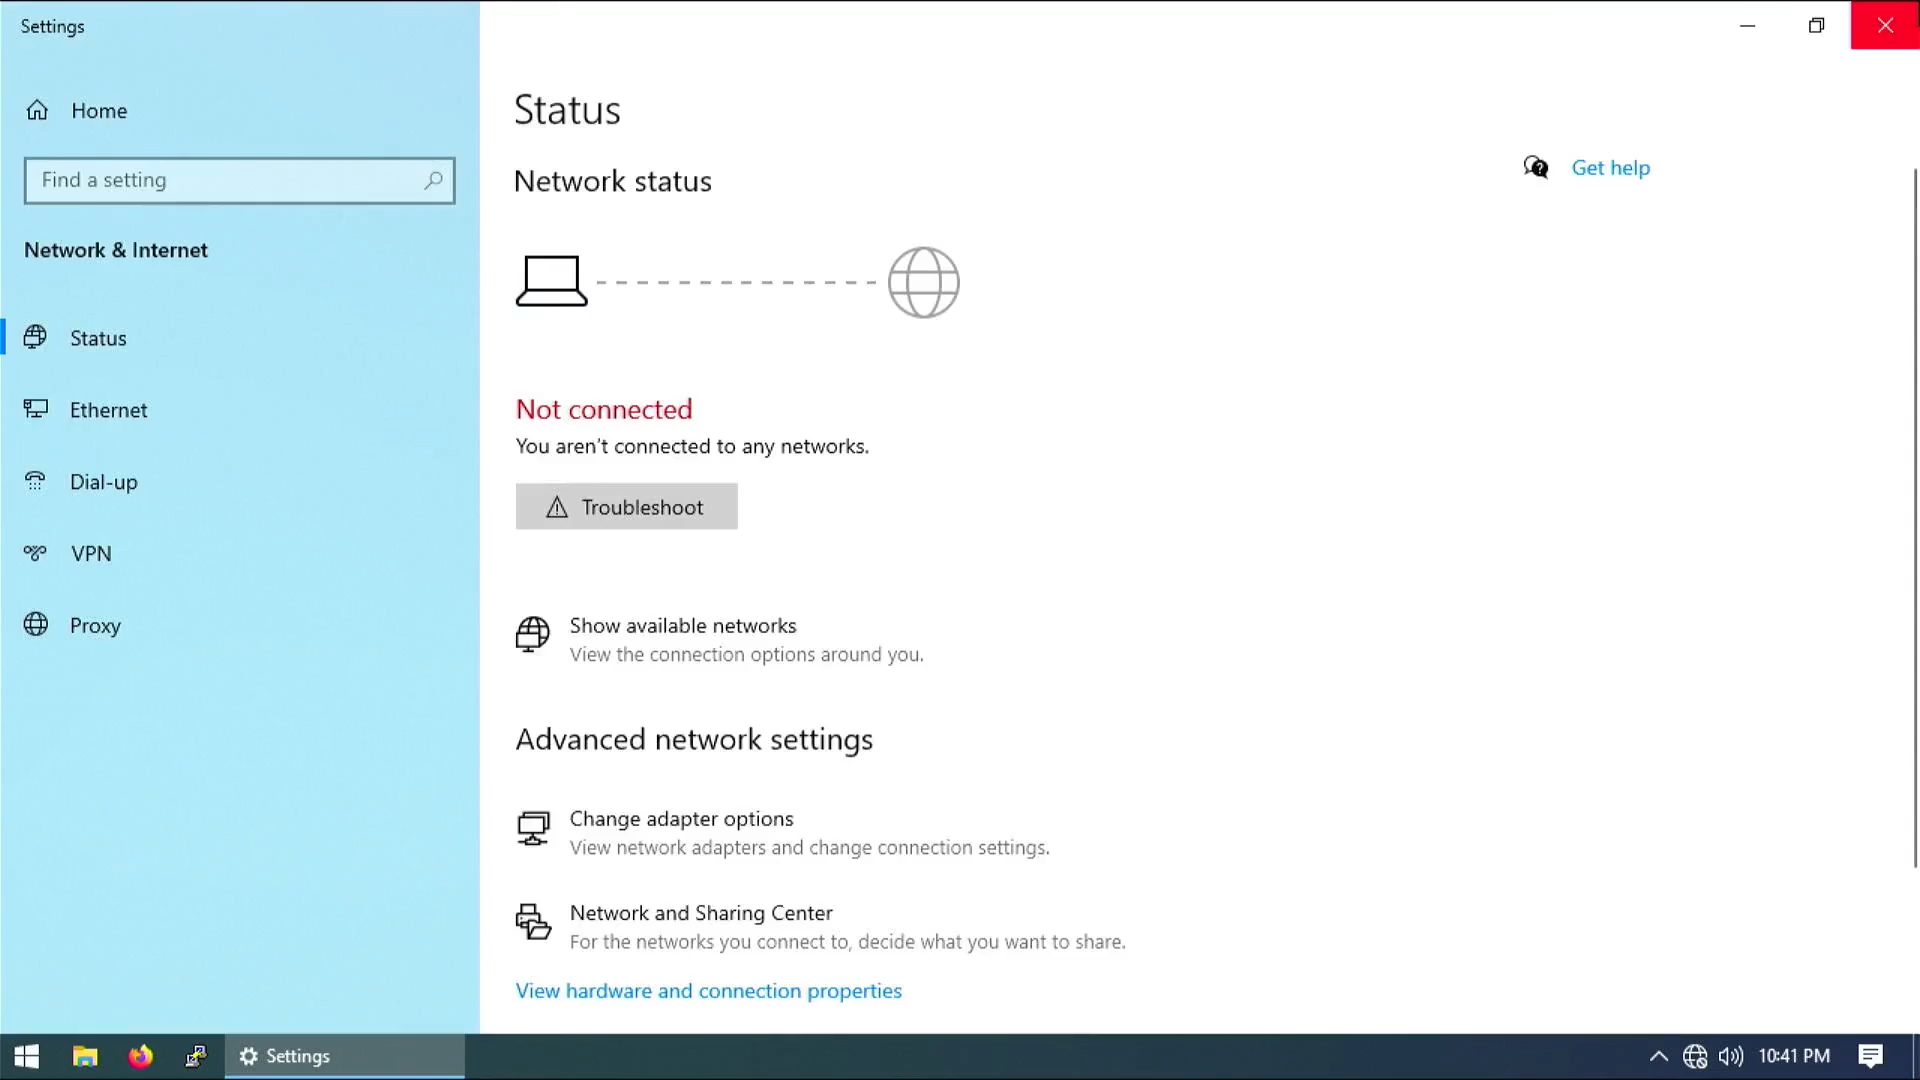 Settings
Home
Find a setting
Network & Internet
Status
Ethernet
Dial-up
VPN
Proxy
Status
Network status
Get help
Not connected
You aren't connected to any networks.
Troubleshoot
Show available networks
View the connection options around you.
Advanced network settings
Change adapter options
View network adapters and change connection settings.
Network and Sharing Center
For the networks you connect to, decide what you want to share.
View hardware and connection properties
Settings
10:41 PM